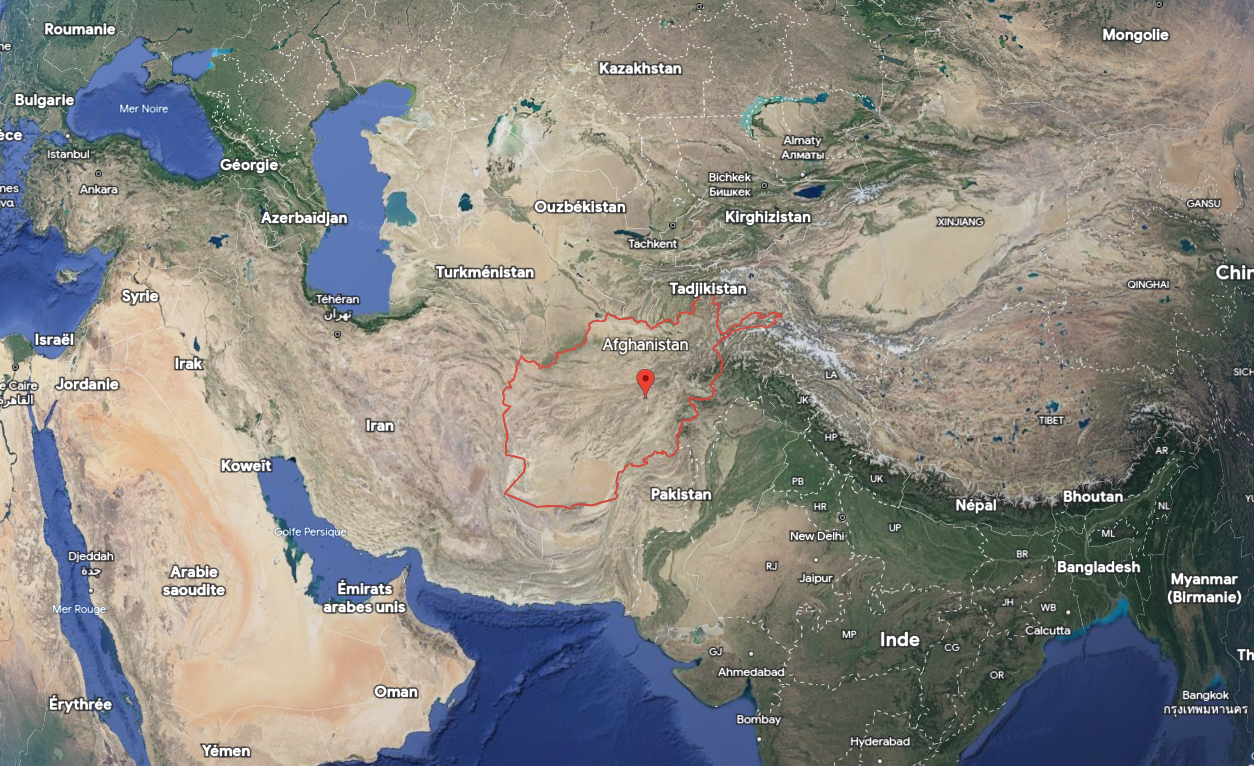 Roumanie
Mongolie
ne
Kazakhstan
Bulgarie
Mer Noire
èce
Istanbul
Almaty
Алматы
Géorgie
Bichkek
Бишкек
nes
να
Ankara
Ouzbékistan
Kirghizistan
GANSU
Azerbaïdjan
XINJIANG
Tachkent
Turkménistan
Chin
Tadjikistan
QINGHAI
Syrie
Téhéran
تهران
Israël
Afghanistan
Irak
LA
SICH
e Caire
القاهرة
Jordanie
JK
Iran
TIBET
HP
AR
Koweït
PB
UK
Pakistan
Népal
Bhoutan
HR
NL
YU
Golfe Persique
New Delhi
UP
ML
Djeddah
جدة
BR
RJ
Bangladesh
Jaipur
Arabie
saoudite
Émirats
arabes unis
Myanmar
(Birmanie)
Mer Rouge
JH
WB
MP
Calcutta
Inde
CG
GJ
Th
Ahmedabad
OR
Oman
Érythrée
Bangkok
กรุงเทพมหานคร
Bombay
Hyderabad
Yémen